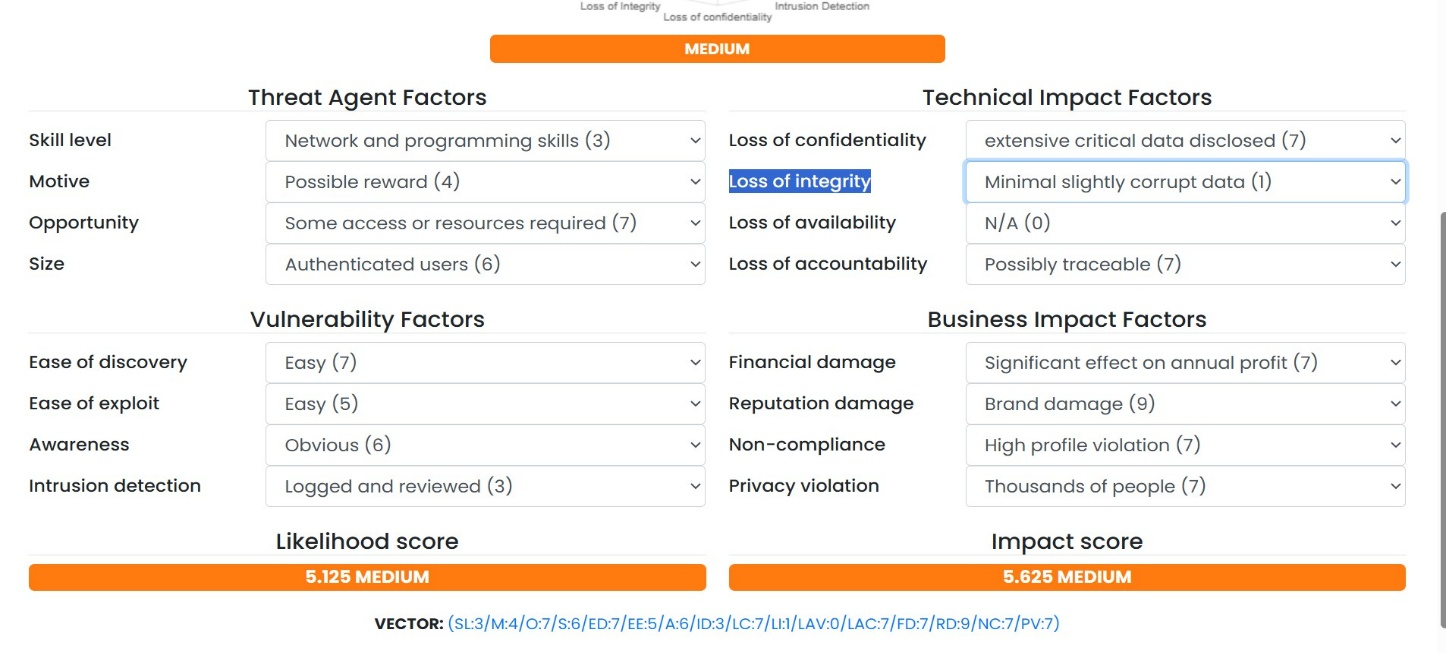 Loss of Integrity
Intrusion Detection
Loss of confidentiality
MEDIUM
Threat Agent Factors
Skill level
Network and programming skills (3)
Motive
Possible reward (4)
Opportunity
Some access or resources required (7)
Size
Authenticated users (6)
Technical Impact Factors
Loss of confidentiality
extensive critical data disclosed (7)
Loss of integrity
Minimal slightly corrupt data (1)
Loss of availability
N/A (0)
Loss of accountability
Possibly traceable (7)
Vulnerability Factors
Ease of discovery
Easy (7)
Ease of exploit
Easy (5)
Awareness
Obvious (6)
Intrusion detection
Logged and reviewed (3)
Business Impact Factors
Financial damage
Significant effect on annual profit (7)
Reputation damage
Brand damage (9)
Non-compliance
High profile violation (7)
Privacy violation
Thousands of people (7)
Likelihood score
5.125 MEDIUM
Impact score
5.625 MEDIUM
VECTOR: (SL:3/M:4/O:7/S:6/ED:7/EE:5/A:6/ID:3/LC:7/LI:1/LAV:0/LAC:7/FD:7/RD:9/NC:7/PV:7)